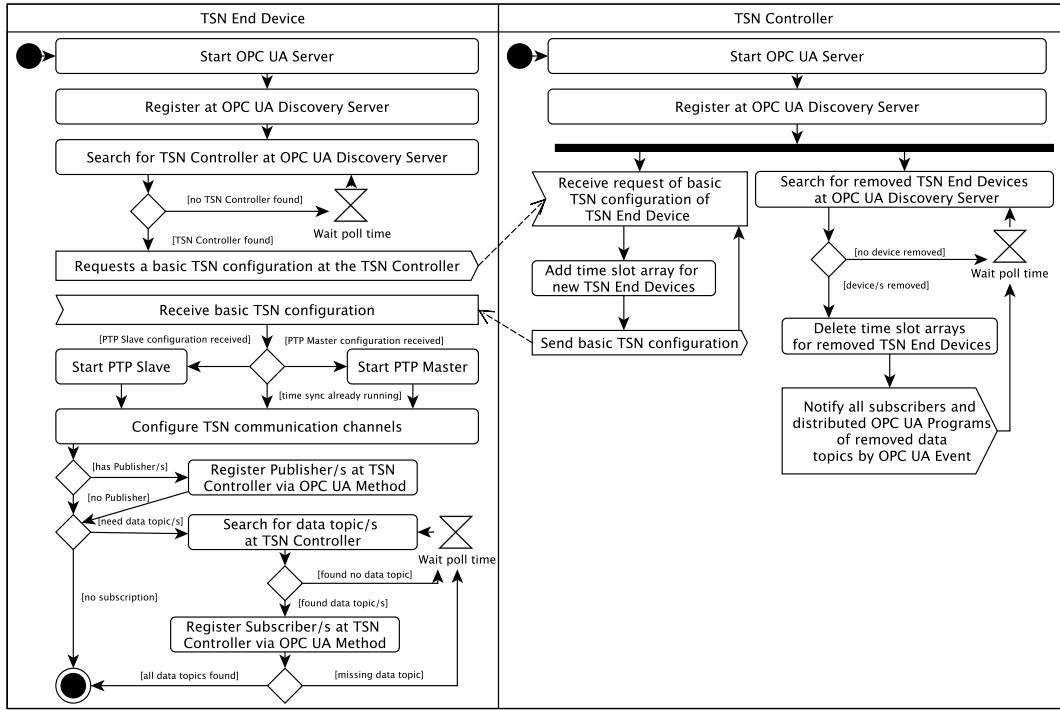 TSN End Device
Start OPC UA Server
Register at OPC UA Discovery Server
Search for TSN Controller at OPC UA Discovery Server
[no TSN Controller found]
Wait poll time
[TSN Controller found]
Requests a basic TSN configuration at the TSN Controller
Receive basic TSN configuration
[PTP Slave configuration received]
[PTP Master configuration received]
Start PTP Slave
Start PTP Master
[time sync already running]
Configure TSN communication channels
[has Publisher/s]
Register Publisher/s at TSN
Controller via OPC UA Method
[no Publisher]
[need data topic/s]
Search for data topic/s
at TSN Controller
Wait poll time
[found no data topic]
[found data topic/s]
[no subscription]
Register Subscriber/s at TSN
Controller via OPC UA Method
[all data topics found]
[missing data topic]
TSN Controller
Start OPC UA Server
Register at OPC UA Discovery Server
Receive request of basic
TSN configuration of
TSN End Device
Add time slot array for
new TSN End Devices
Send basic TSN configuration
Search for removed TSN End Devices
at OPC UA Discovery Server
[no device removed]
Wait poll time
[device/s removed]
Delete time slot arrays
for removed TSN End Devices
Notify all subscribers and
distributed OPC UA Programs
of removed data
topics by OPC UA Event